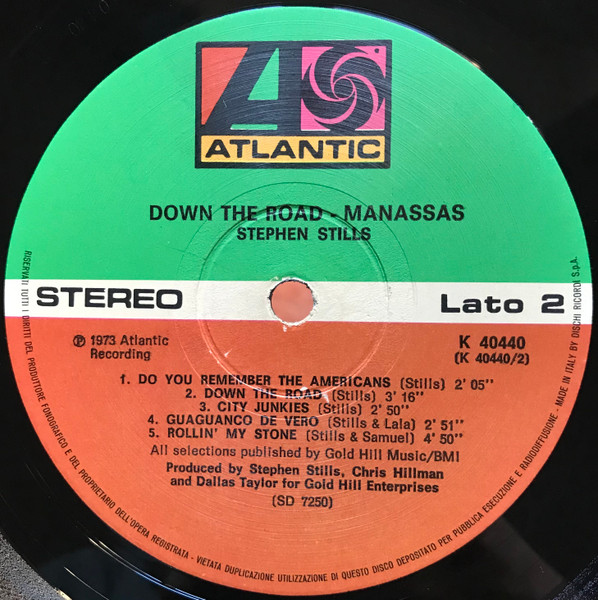 ATLANTIC
DOWN THE ROAD - MANASSAS
STEPHEN STILLS
STEREO
Lato 2
Ⓟ 1973 Atlantic
Recording
K 40440
(K 40440/2)
1. DO YOU REMEMBER THE AMERICANS (Stills) 2' 05"
2. DOWN THE ROAD (Stills) 3' 16"
3. CITY JUNKIES (Stills) 2' 50"
4. GUAGUANCO DE VERO (Stills & Lala) 2' 51"
5. ROLLIN' MY STONE (Stills & Samuel) 4' 50"
All selections published by Gold Hill Music/BMI
Produced by Stephen Stills, Chris Hillman
and Dallas Taylor for Gold Hill Enterprises
(SD 7250)
RISERVATI TUTTI I DIRITTI DEL PRODUTTORE FONOGRAFICO E DEL PROPRIETARIO DELL'OPERA REGISTRATA - VIETATA DUPLICAZIONE UTILIZZAZIONE DI QUESTO DISCO DEPOSITATO PER PUBBLICA ESECUZIONE E RADIODIFFUSIONE - MADE IN ITALY BY DISCHI RICORDI S.p.A.